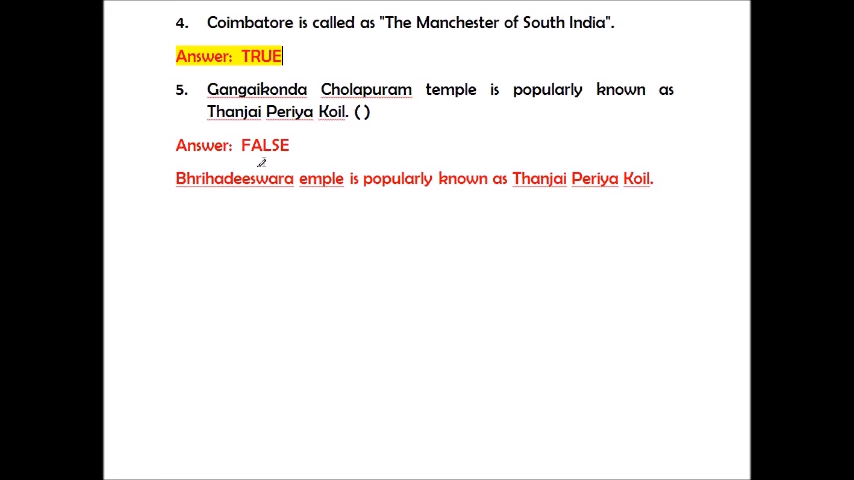 4. Coimbatore is called as "The Manchester of South India".
Answer: TRUE
5. Gangaikonda Cholapuram temple is popularly known as
Thanjai Periya Koil. ( )
Answer: FALSE
Bhrihadeeswara emple is popularly known as Thanjai Periya Koil.